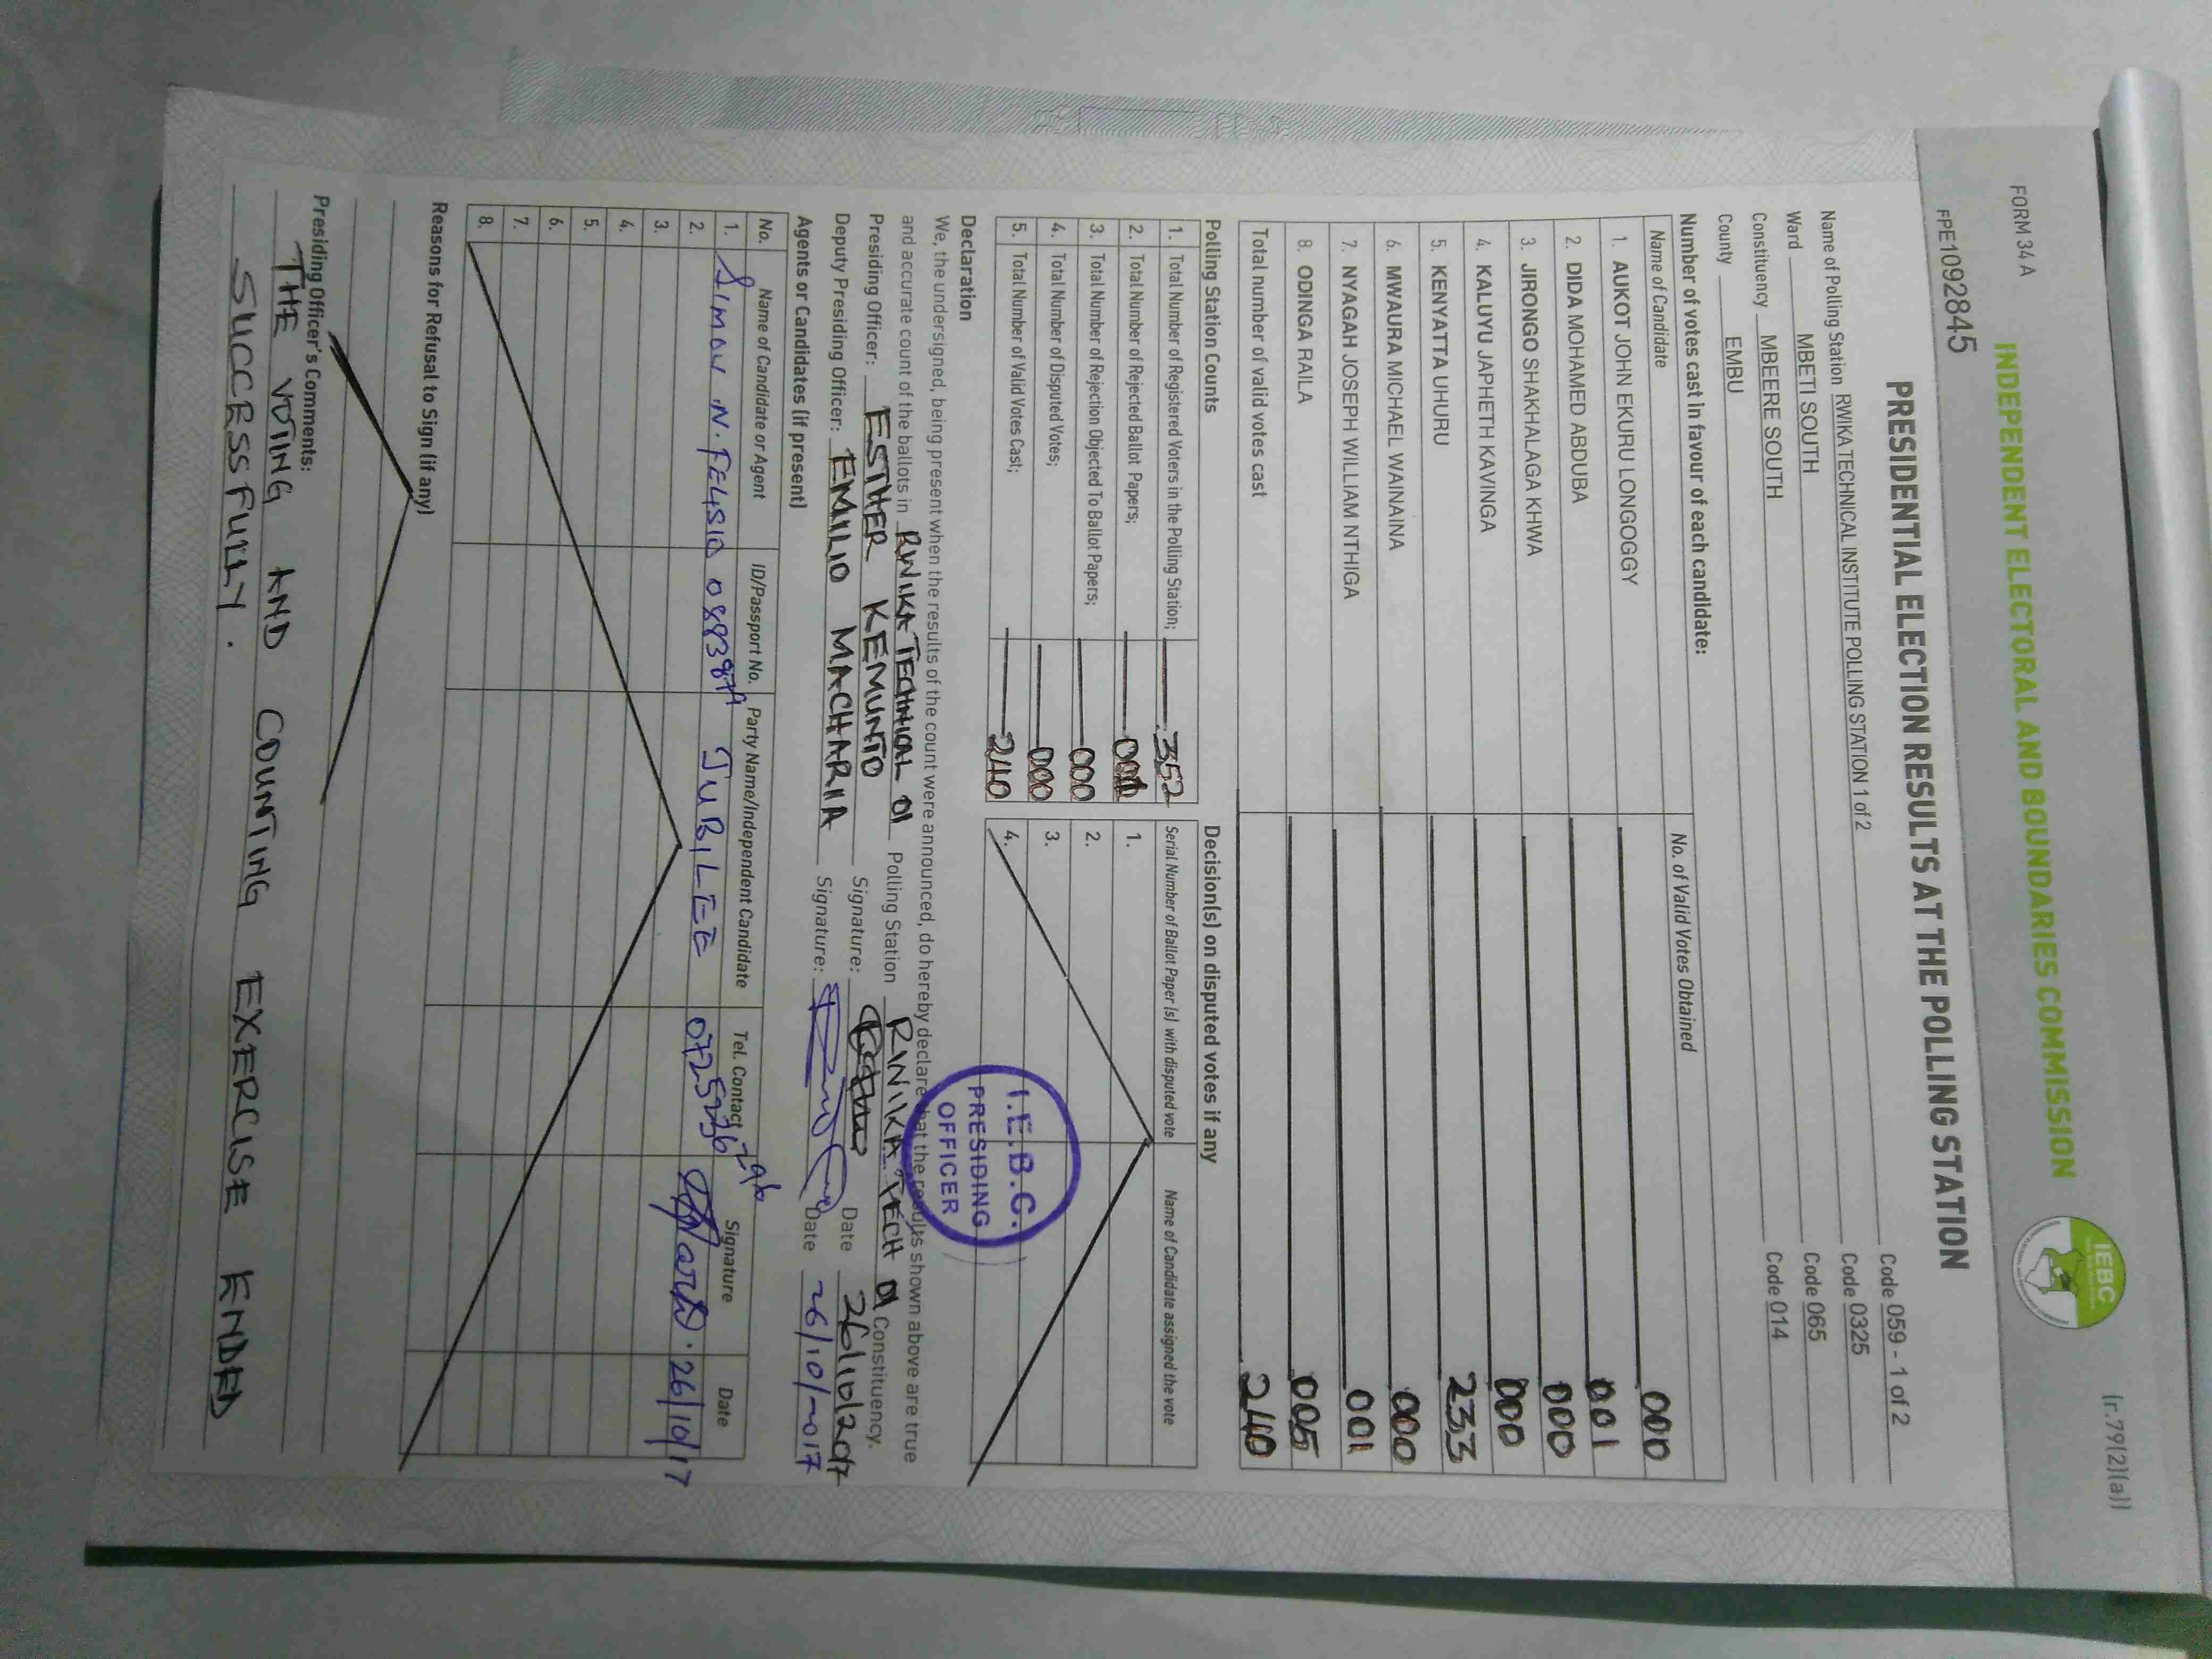 FORM 34 A
(r.79(2)(a))
INDEPENDENT ELECTORAL AND BOUNDARIES COMMISSION
IEBC
FPE1092845
PRESIDENTIAL ELECTION RESULTS AT THE POLLING STATION
Name of Polling Station RWIKA TECHNICAL INSTITUTE POLLING STATION 1 of 2 Code 059 - 1 of 2
Ward MBETI SOUTH Code 0325
Constituency MBEERE SOUTH Code 065
County EMBU Code 014
Number of votes cast in favour of each candidate:
Name of Candidate No. of Valid Votes Obtained
1. AUKOT JOHN EKURU LONGOGGY 000
2. DIDA MOHAMED ABDUBA 001
3. JIRONGO SHAKHALAGA KHWA 000
4. KALUYU JAPHETH KAVINGA 000
5. KENYATTA UHURU 233
6. MWAURA MICHAEL WAINAINA 000
7. NYAGAH JOSEPH WILLIAM NTHIGA 001
8. ODINGA RAILA 005
Total number of valid votes cast 240
Polling Station Counts
1. Total Number of Registered Voters in the Polling Station; 352
2. Total Number of Rejected Ballot Papers;
3. Total Number of Rejection Objected To Ballot Papers; 000
4. Total Number of Disputed Votes; 000
5. Total Number of Valid Votes Cast; 240
Decision(s) on disputed votes if any
Serial Number of Ballot Paper (s) with disputed vote Name of Candidate assigned the vote
1.
2.
3.
4.
I.E.B.C.
PRESIDING
OFFICER
Declaration
We, the undersigned, being present when the results of the count were announced, do hereby declare that the results shown above are true
and accurate count of the ballots in RWIKA TECHNICAL 01 Polling Station RWIKA TECH 01 Constituency.
Presiding Officer: ESTHER KEMUNTO Signature: Date 26/10/2017
Deputy Presiding Officer: EMILIO MACHARIA Signature: Date 26/10/2017
Agents or Candidates (if present)
No. Name of Candidate or Agent ID/Passport No. Party Name/Independent Candidate Tel. Contact Signature Date
1. Simon N. JUBILEE 0725236296 26/10/17
2.
3.
4.
5.
6.
7.
8.
Reasons for Refusal to Sign (if any)
Presiding Officer's Comments:
THE VOTING AND COUNTING EXERCISE ENDED
SUCCESSFULLY.